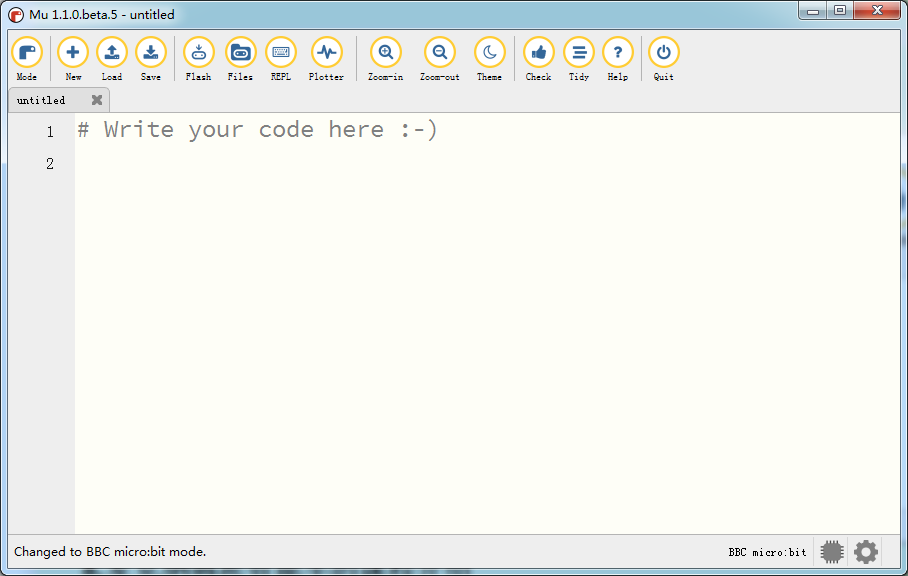 Mu 1.1.0.beta.5 - untitled
Mode New Load Save Flash Files REPL Plotter Zoom-in Zoom-out Theme Check Tidy Help Quit
untitled
1 # Write your code here :-)
2
Changed to BBC micro:bit mode. BBC micro:bit